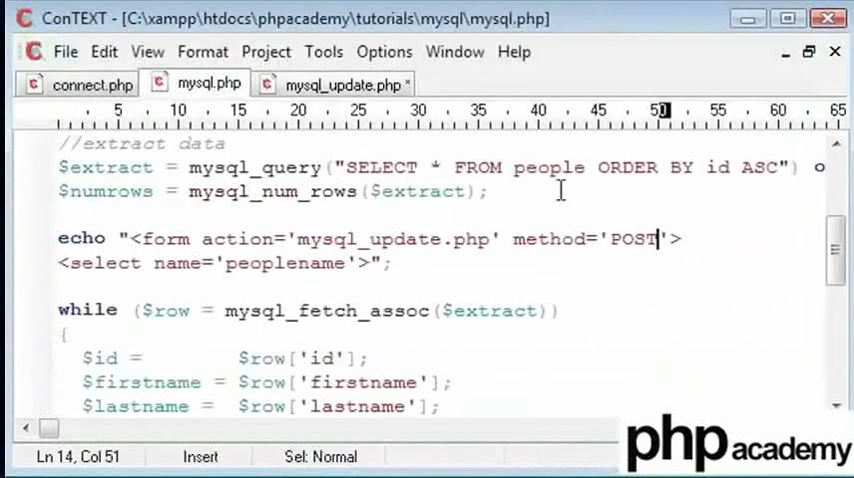 ConTEXT - [C:\xampp\htdocs\phpacademy\tutorials\mysql\mysql.php]
File Edit View Format Project Tools Options Window Help
connect.php mysql.php mysql_update.php *
5 10 15 20 25 30 35 40 45 50 55 60 65
//extract data
$extract = mysql_query("SELECT * FROM people ORDER BY id ASC") o
$numrows = mysql_num_rows($extract);
echo "<form action='mysql_update.php' method='POST'>
<select name='peoplename'>";
while ($row = mysql_fetch_assoc($extract))
{
$id = $row['id'];
$firstname = $row['firstname'];
$lastname = $row['lastname'];
Ln 14, Col 51 Insert Sel: Normal
php academy